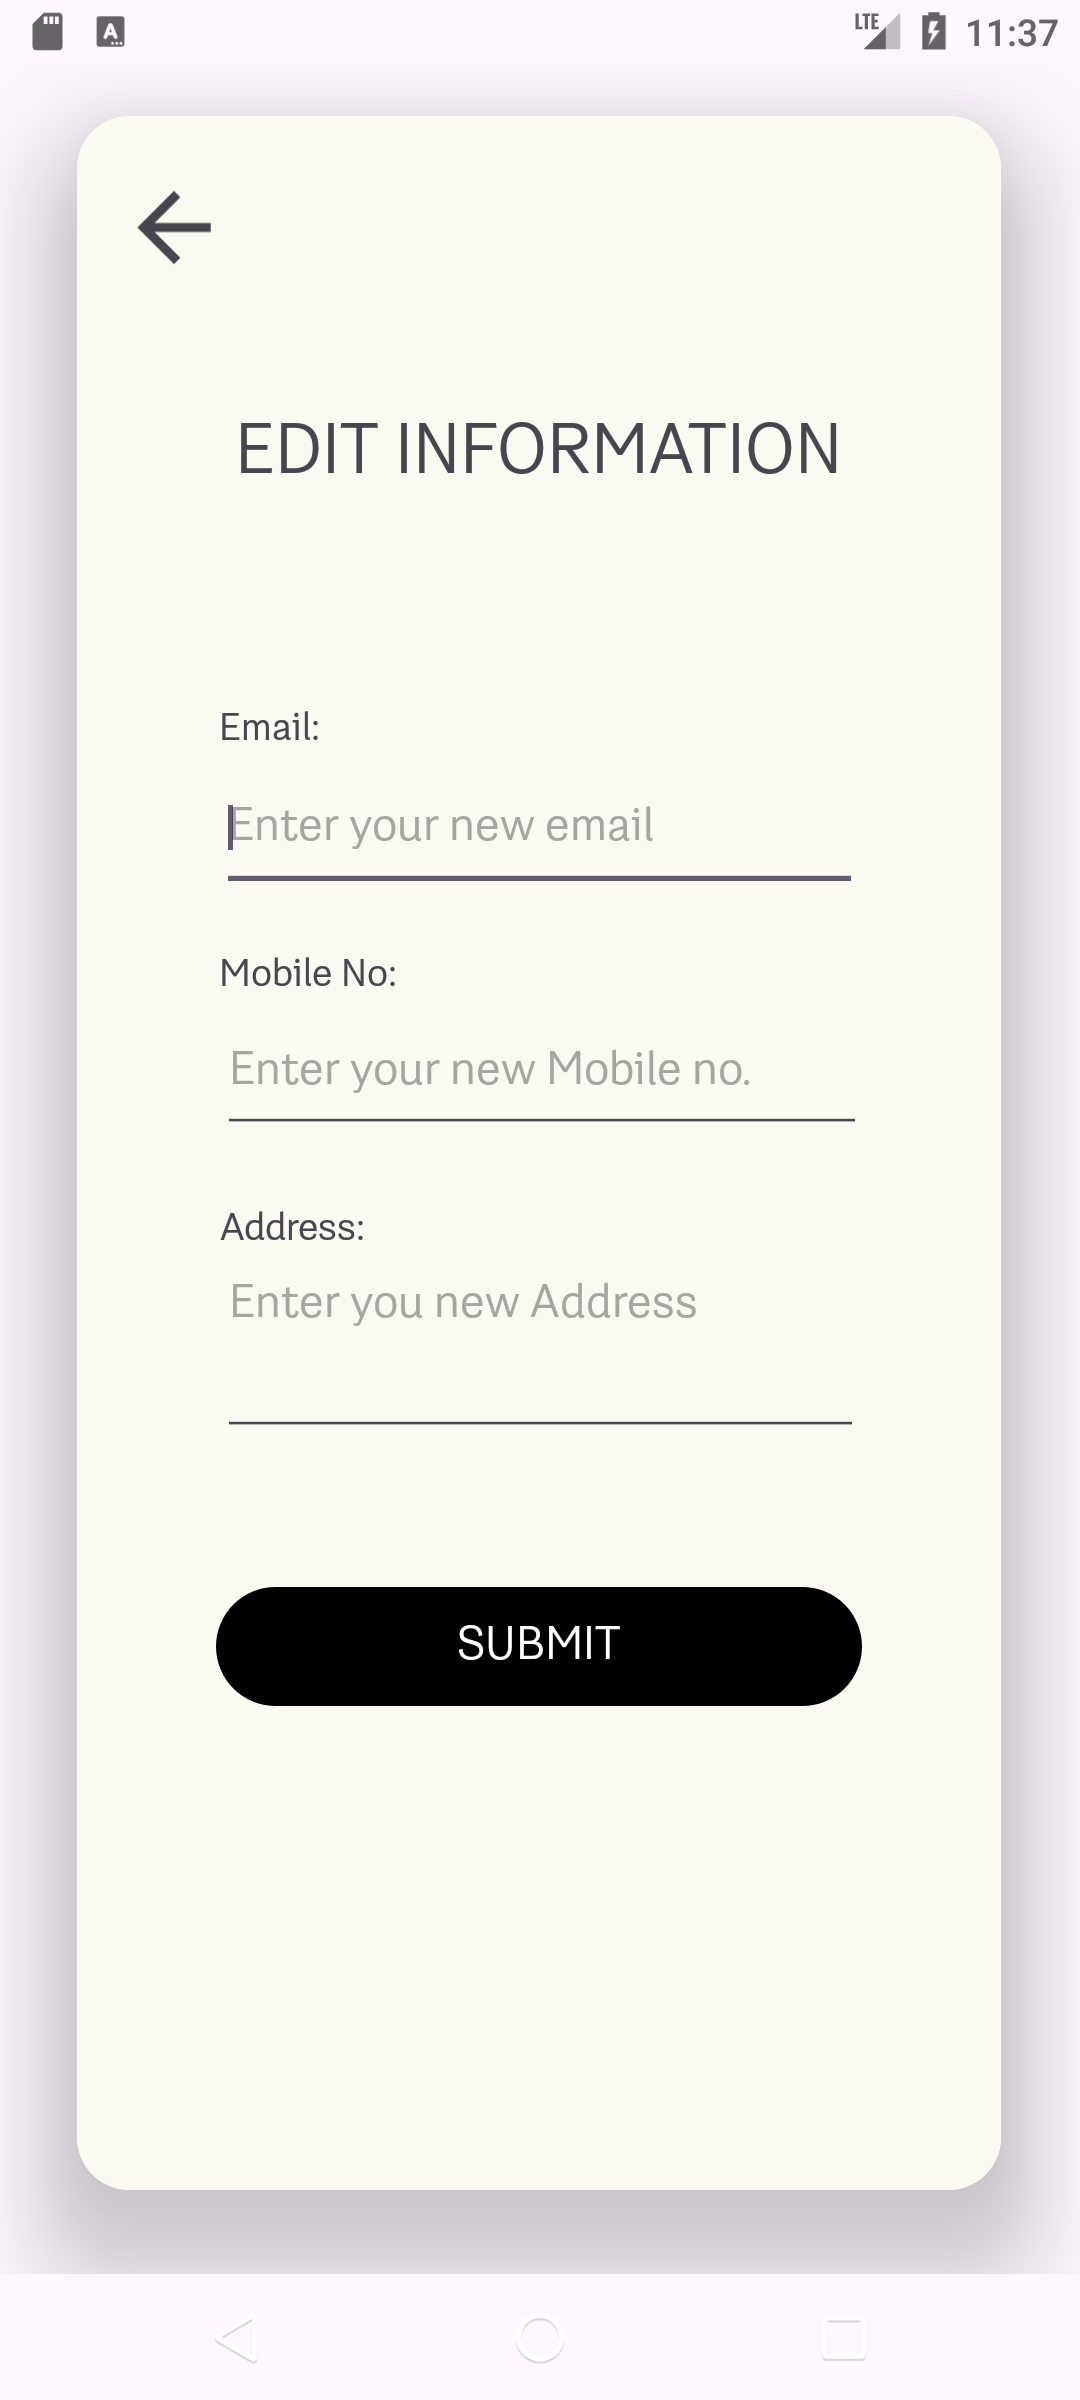 LTE 11:37
EDIT INFORMATION
Email:
Enter your new email
Mobile No:
Enter your new Mobile no.
Address:
Enter you new Address
SUBMIT